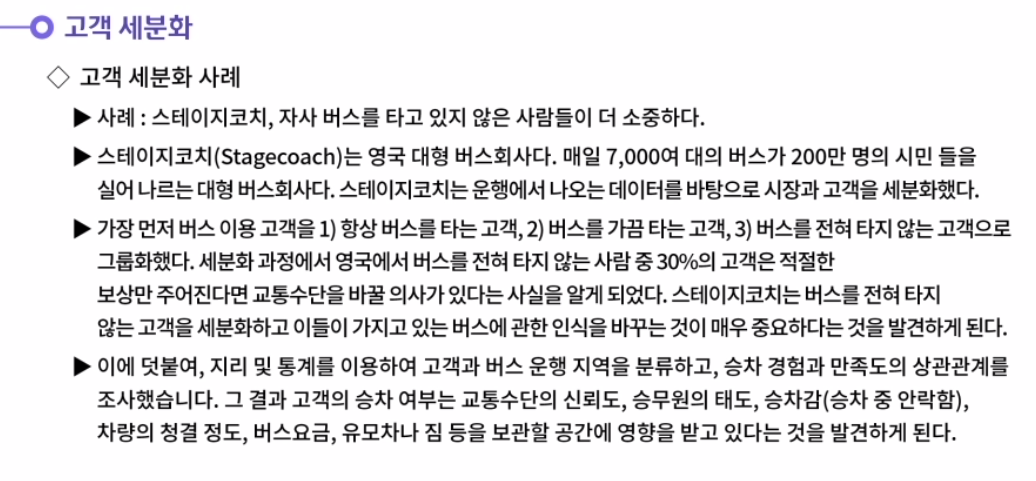 고객 세분화
◇ 고객 세분화 사례
▶ 사례 : 스테이지코치, 자사 버스를 타고 있지 않은 사람들이 더 소중하다.
▶ 스테이지코치(Stagecoach)는 영국 대형 버스회사다. 매일 7,000여 대의 버스가 200만 명의 시민 들을
실어 나르는 대형 버스회사다. 스테이지코치는 운행에서 나오는 데이터를 바탕으로 시장과 고객을 세분화했다.
▶ 가장 먼저 버스 이용 고객을 1) 항상 버스를 타는 고객, 2) 버스를 가끔 타는 고객, 3) 버스를 전혀 타지 않는 고객으로
그룹화했다. 세분화 과정에서 영국에서 버스를 전혀 타지 않는 사람 중 30%의 고객은 적절한
보상만 주어진다면 교통수단을 바꿀 의사가 있다는 사실을 알게 되었다. 스테이지코치는 버스를 전혀 타지
않는 고객을 세분화하고 이들이 가지고 있는 버스에 관한 인식을 바꾸는 것이 매우 중요하다는 것을 발견하게 된다.
▶ 이에 덧붙여, 지리 및 통계를 이용하여 고객과 버스 운행 지역을 분류하고, 승차 경험과 만족도의 상관관계를
조사했습니다. 그 결과 고객의 승차 여부는 교통수단의 신뢰도, 승무원의 태도, 승차감(승차 중 안락함),
차량의 청결 정도, 버스요금, 유모차나 짐 등을 보관할 공간에 영향을 받고 있다는 것을 발견하게 된다.